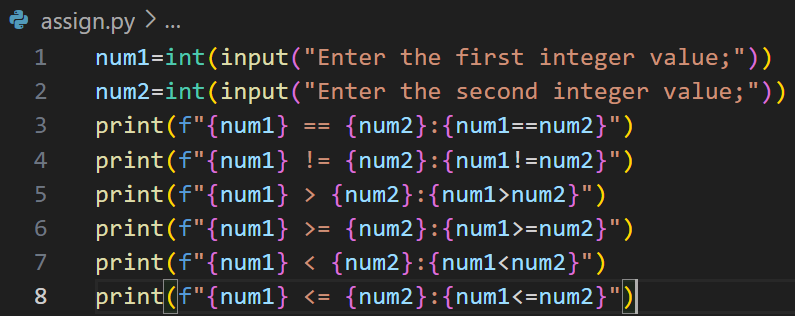 assign.py > ...
1 num1=int(input("Enter the first integer value;"))
2 num2=int(input("Enter the second integer value;"))
3 print(f"{num1} == {num2}:{num1==num2}")
4 print(f"{num1} != {num2}:{num1!=num2}")
5 print(f"{num1} > {num2}:{num1>num2}")
6 print(f"{num1} >= {num2}:{num1>=num2}")
7 print(f"{num1} < {num2}:{num1<num2}")
8 print(f"{num1} <= {num2}:{num1<=num2}")